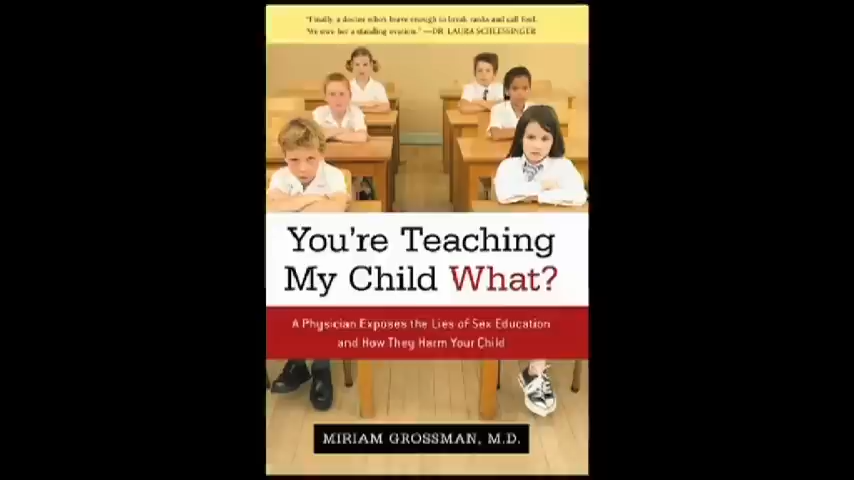 "Finally, a doctor who's brave enough to break ranks and call foul.
We owe her a standing ovation." —DR. LAURA SCHLESSINGER
You're Teaching
My Child What?
A Physician Exposes the Lies of Sex Education
and How They Harm Your Child
MIRIAM GROSSMAN, M.D.